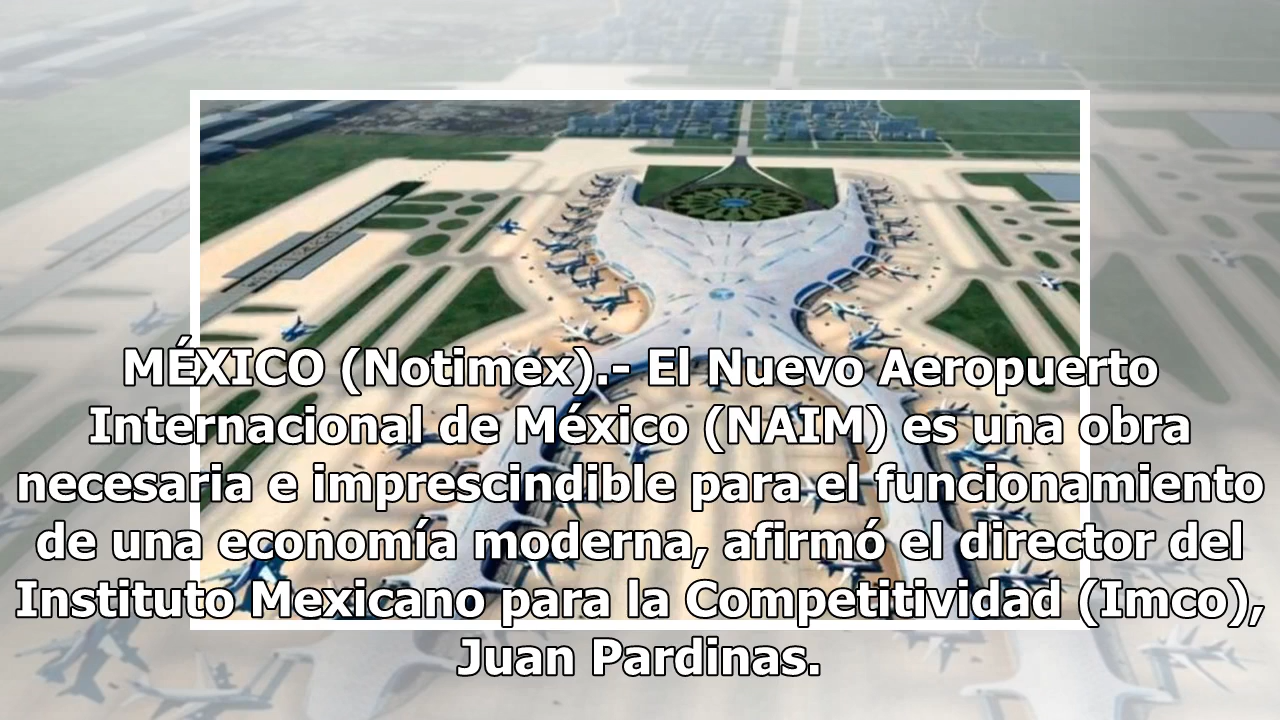 MÉXICO (Notimex).- El Nuevo Aeropuerto
Internacional de México (NAIM) es una obra
necesaria e imprescindible para el funcionamiento
de una economía moderna, afirmó el director del
Instituto Mexicano para la Competitividad (Imco),
Juan Pardinas.